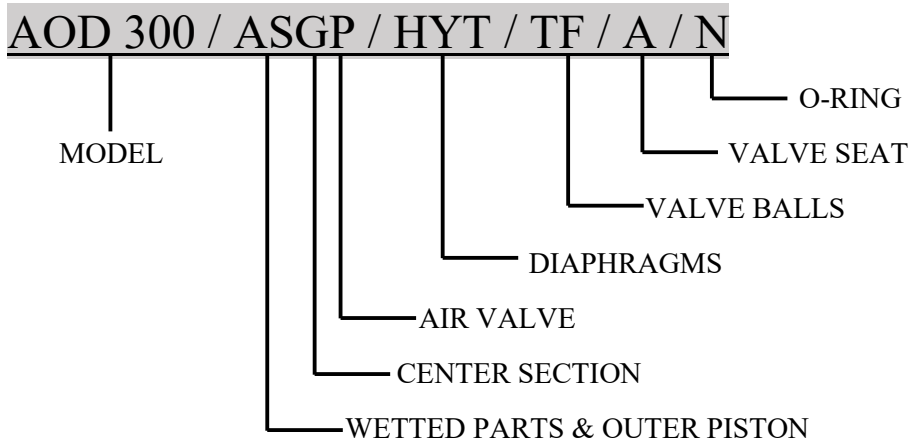 AOD 300 / ASGP / HYT / TF / A / N
O-RING
MODEL
VALVE SEAT
VALVE BALLS
DIAPHRAGMS
AIR VALVE
CENTER SECTION
WETTED PARTS & OUTER PISTON